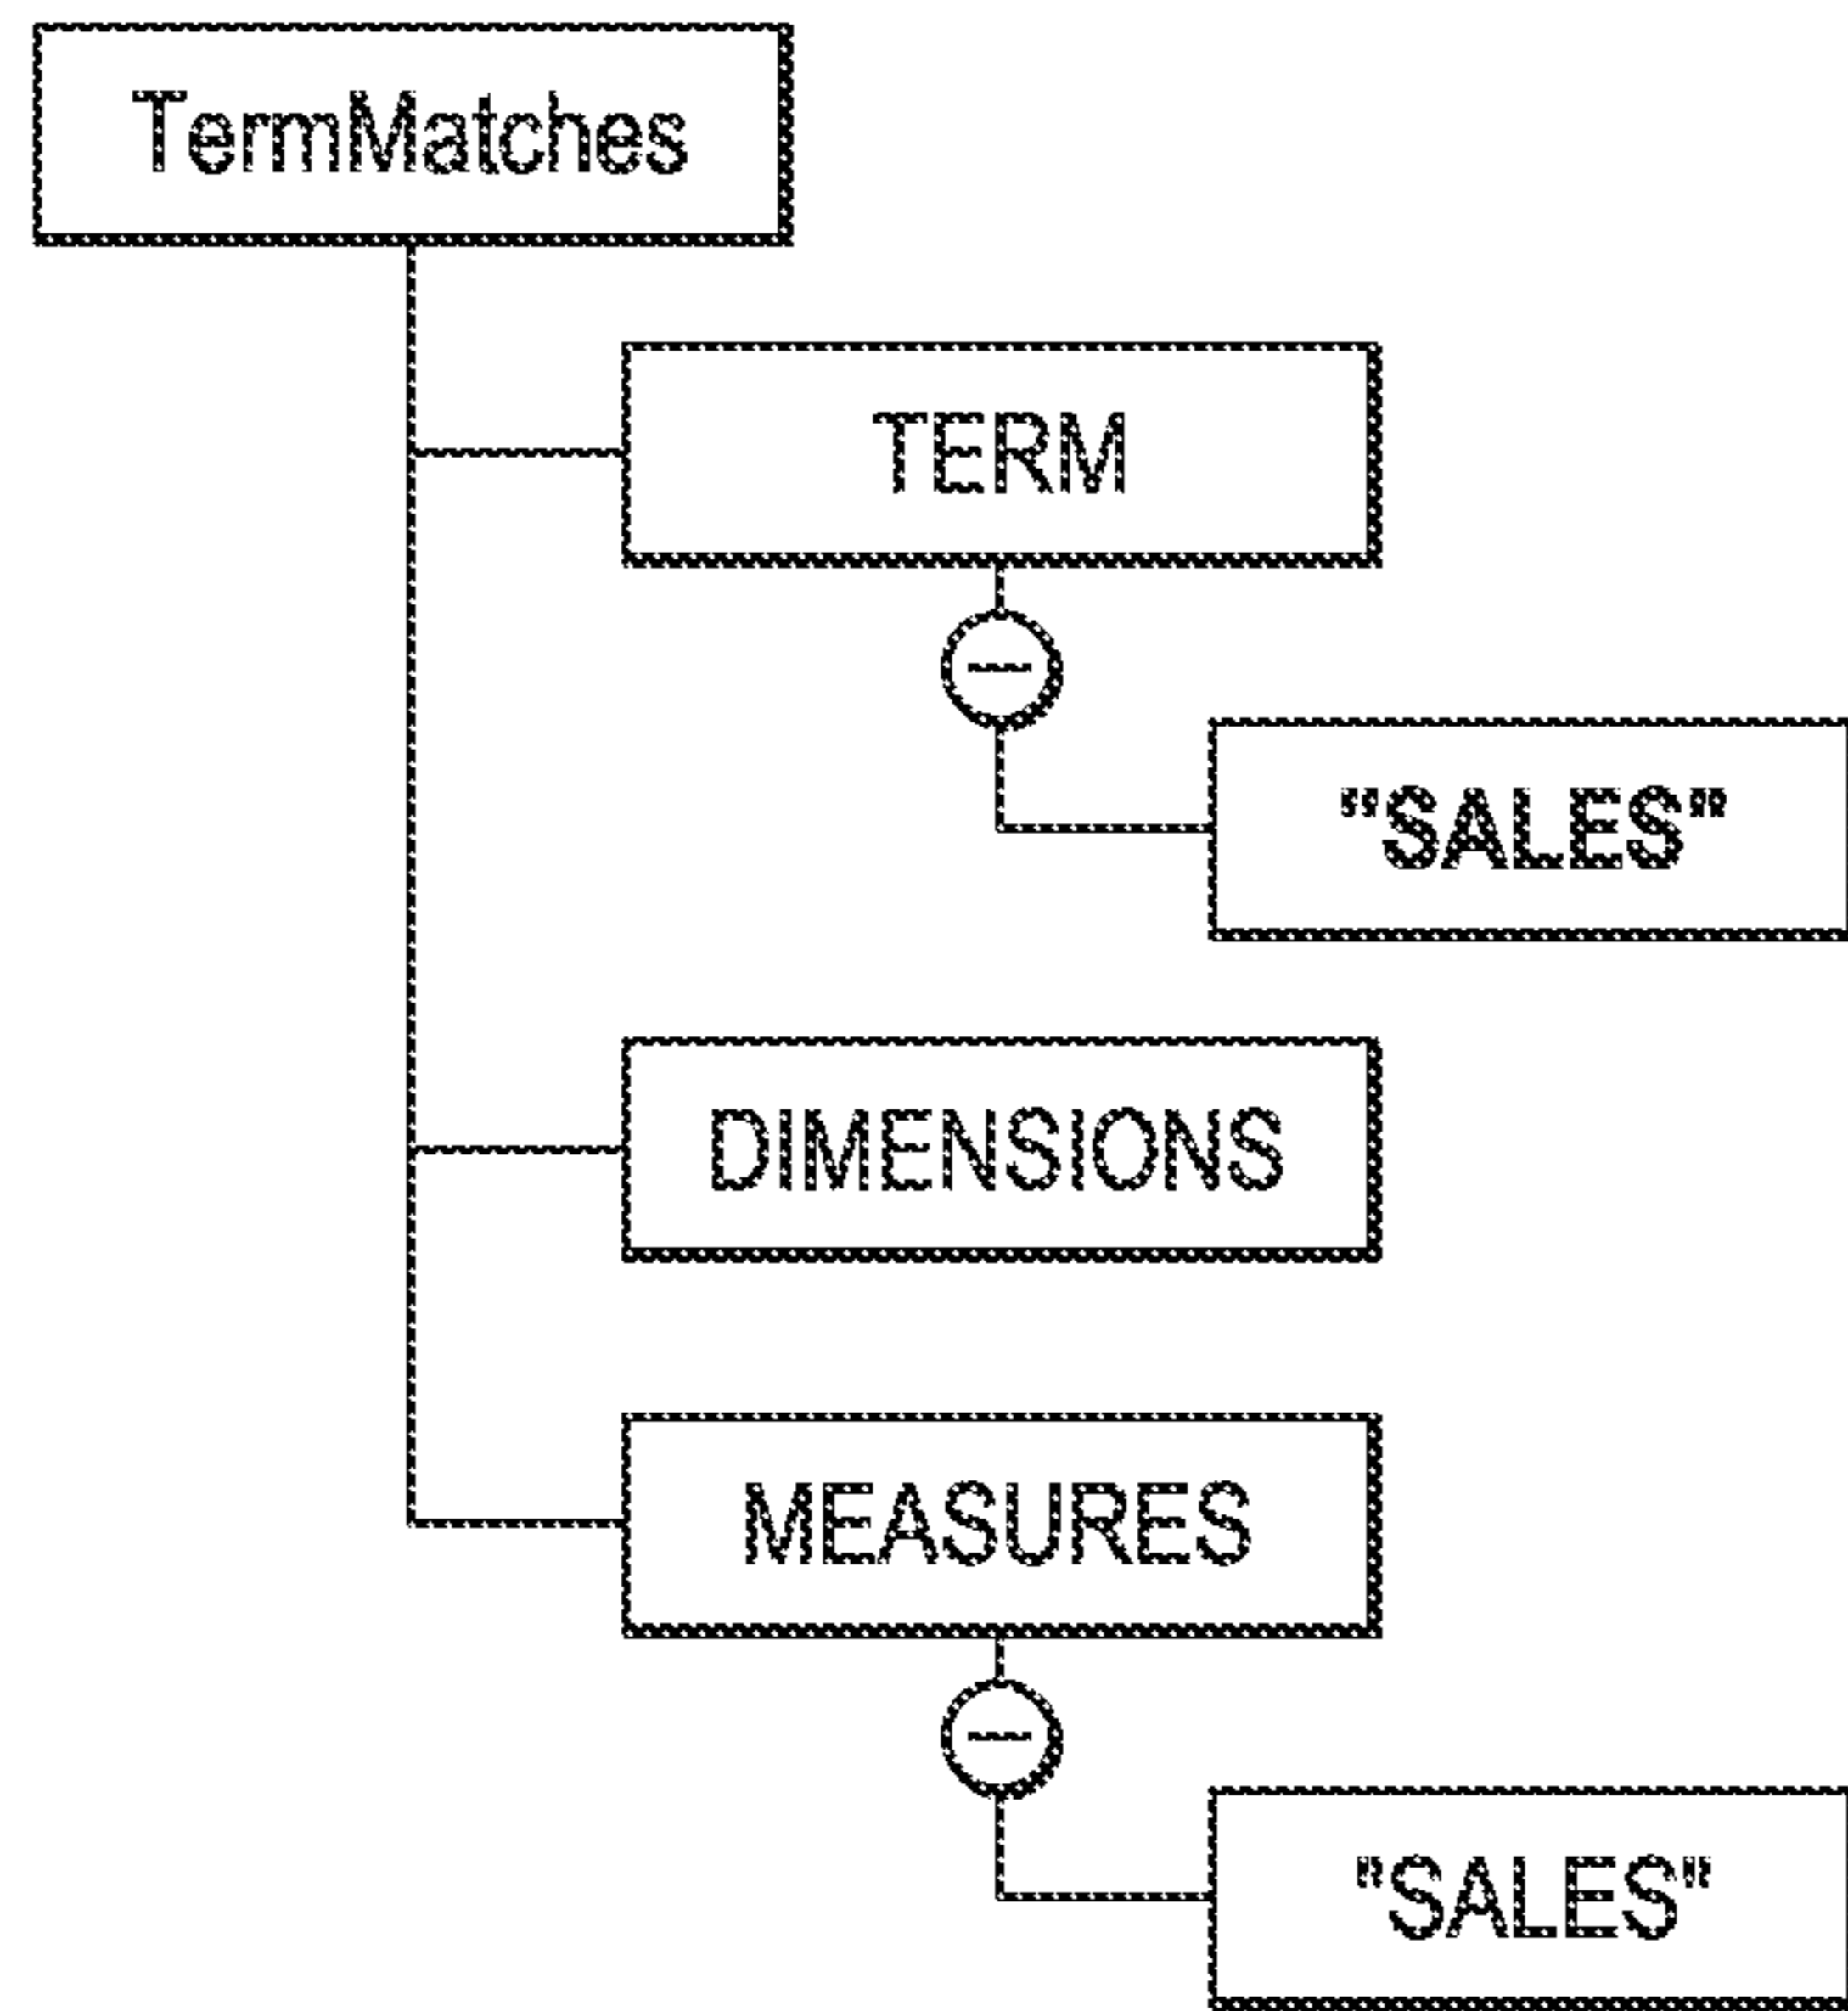 TermMatches
TERM
"SALES"
DIMENSIONS
MEASURES
"SALES"